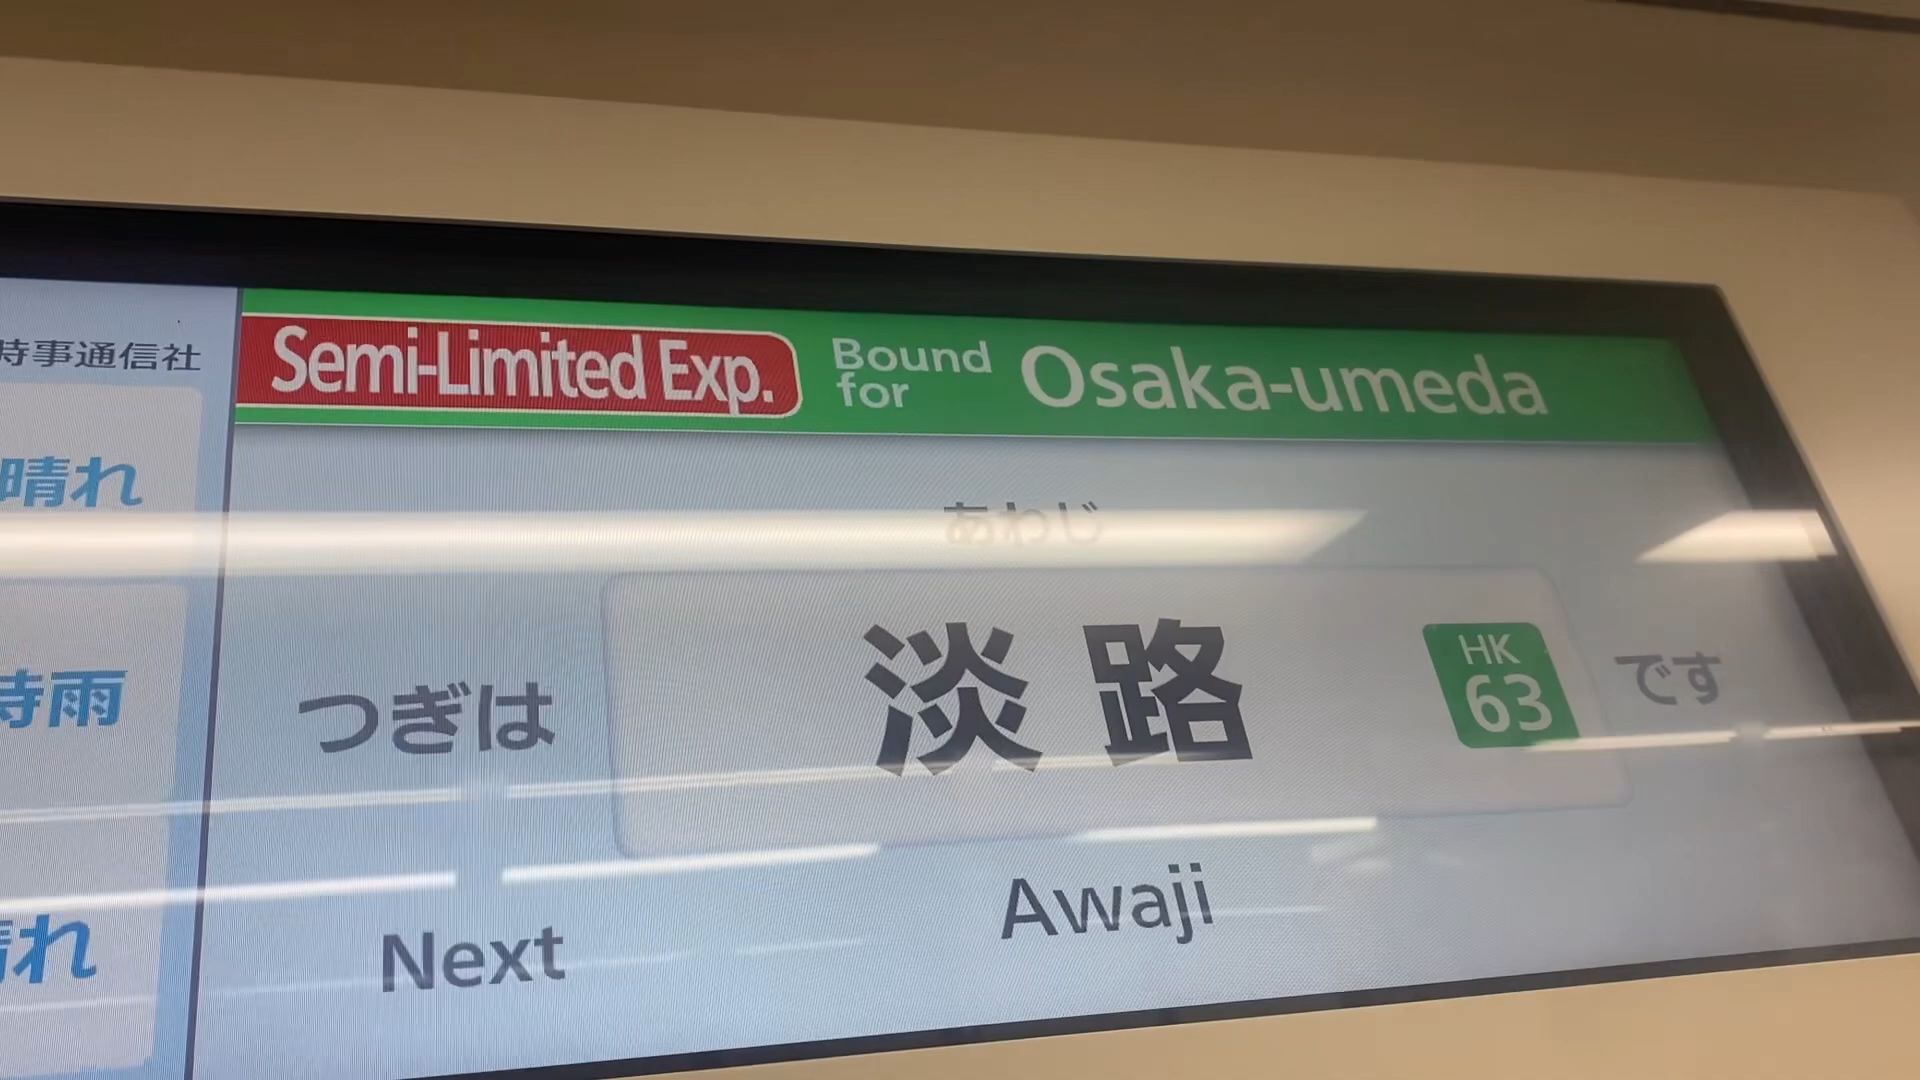 時事通信社
晴れ
時雨
晴れ
Semi-Limited Exp.
Bound for Osaka-umeda
あわじ
つぎは 淡路 HK 63 です
Next Awaji